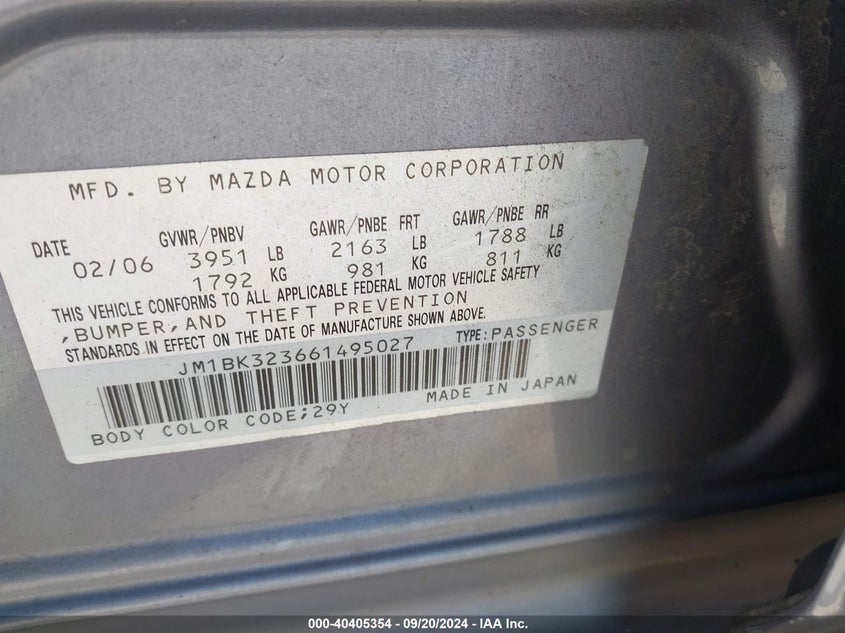 MFD. BY MAZDA MOTOR CORPORATION
DATE GVWR/PNBV GAWR/PNBE FRT GAWR/PNBE RR
02/06 3951 LB 2163 LB 1788 LB
1792 KG 981 KG 811 KG
THIS VEHICLE CONFORMS TO ALL APPLICABLE FEDERAL MOTOR VEHICLE SAFETY
,BUMPER,AND THEFT PREVENTION
STANDARDS IN EFFECT ON THE DATE OF MANUFACTURE SHOWN ABOVE.
JM1BK323661495027 TYPE:PASSENGER
BODY COLOR CODE;29Y MADE IN JAPAN
000-40405354 - 09/20/2024 - IAA Inc.